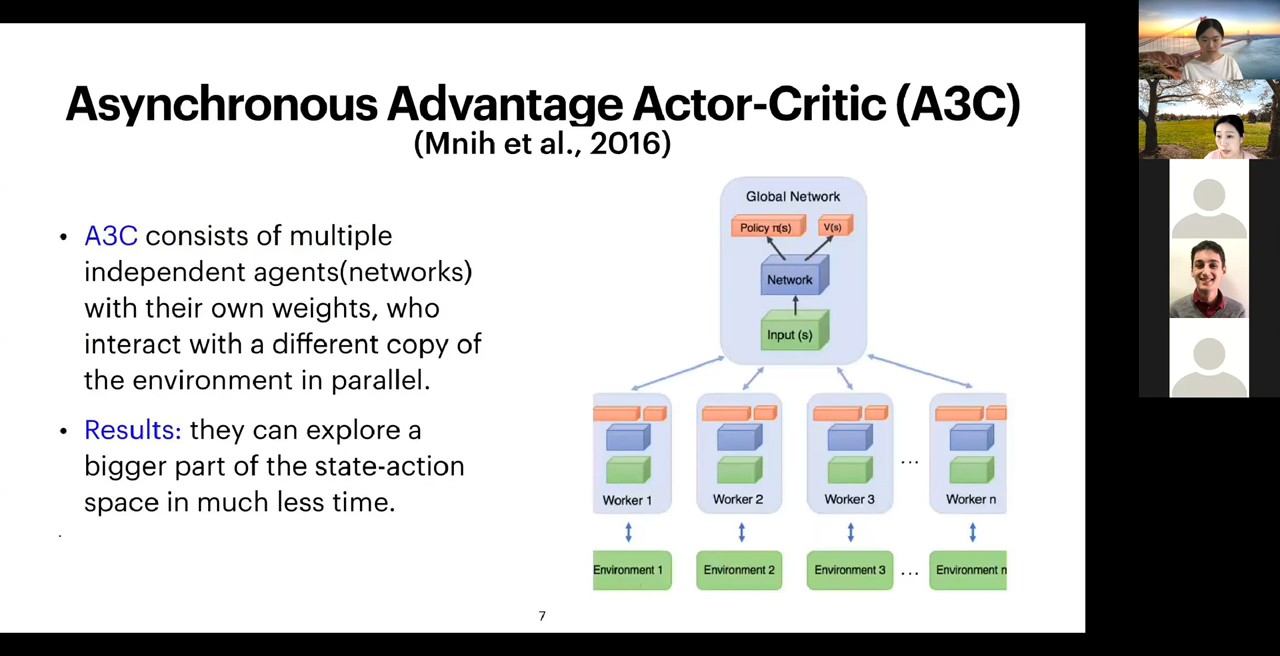 Asynchronous Advantage Actor-Critic (A3C)
(Mnih et al., 2016)
• A3C consists of multiple
independent agents(networks)
with their own weights, who
interact with a different copy of
the environment in parallel.
• Results: they can explore a
bigger part of the state-action
space in much less time.
.
Global Network
Policy π(s)
V(s)
Network
Input (s)
Worker 1
Worker 2
Worker 3
...
Worker n
Environment 1
Environment 2
Environment 3
...
Environment n
7